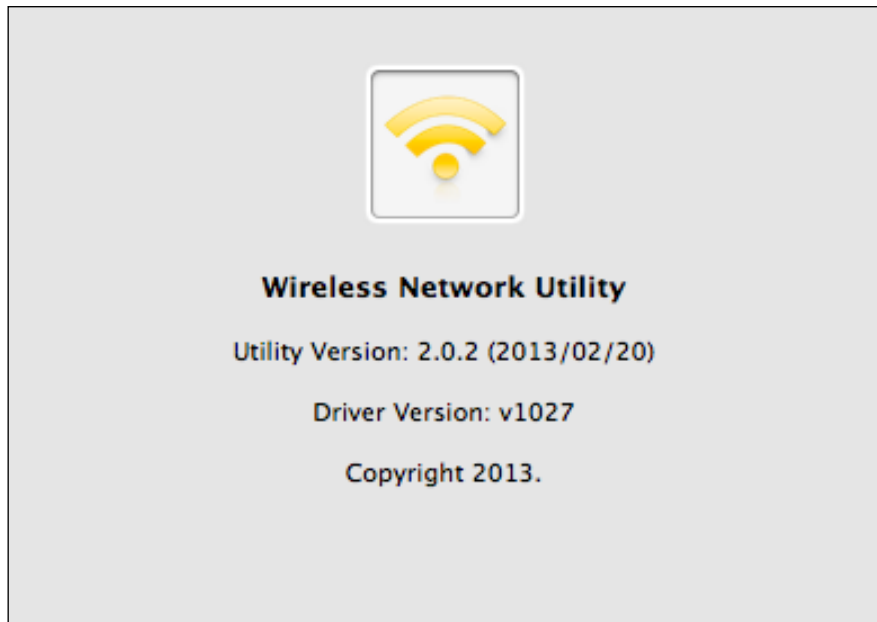 Wireless Network Utility
Utility Version: 2.0.2 (2013/02/20)
Driver Version: v1027
Copyright 2013.